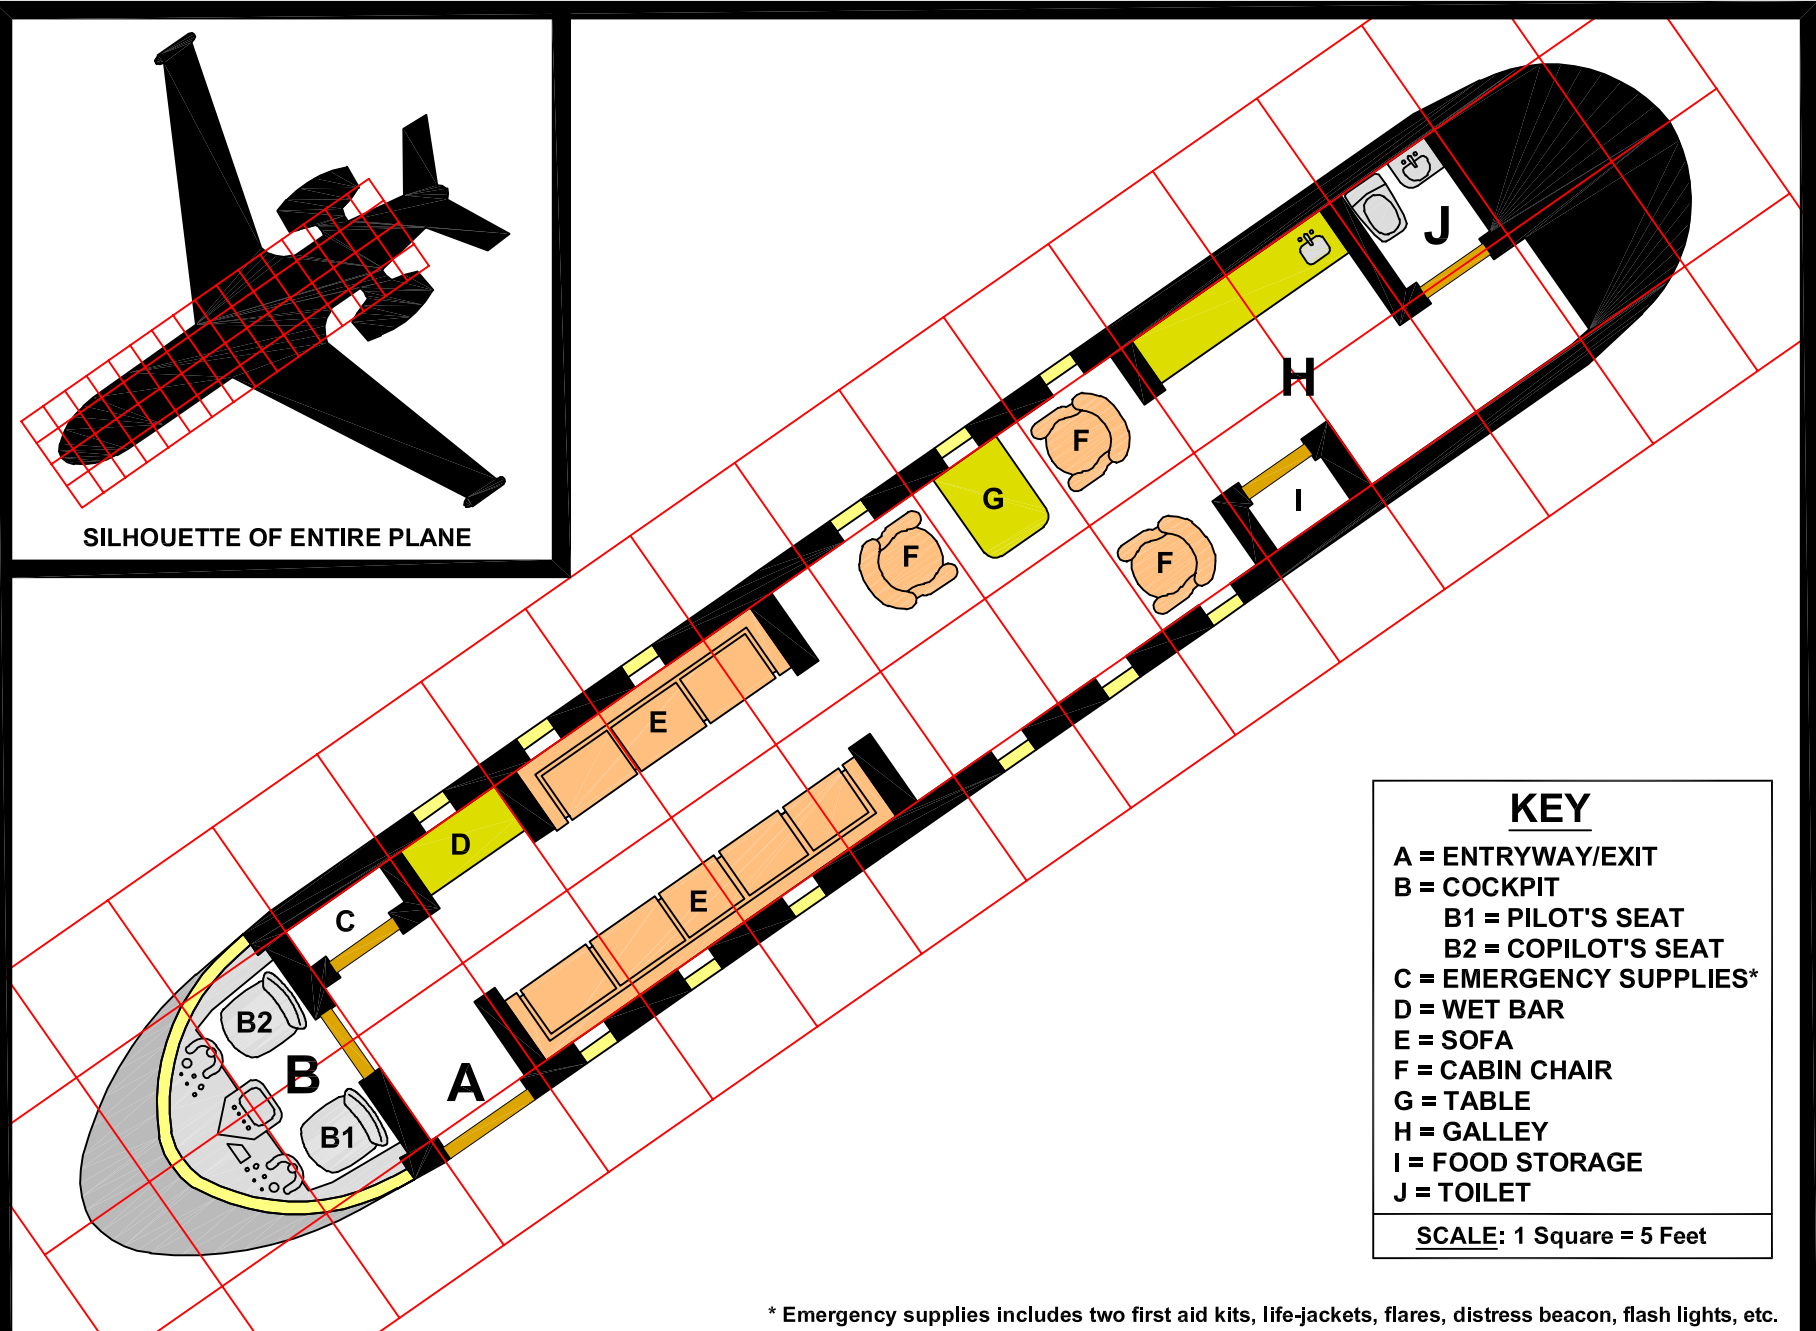 SILHOUETTE OF ENTIRE PLANE
J
H
F
G
I
F
F
E
D
E
C
B2
B
A
B1
KEY
A = ENTRYWAY/EXIT
B = COCKPIT
B1 = PILOT'S SEAT
B2 = COPILOT'S SEAT
C = EMERGENCY SUPPLIES*
D = WET BAR
E = SOFA
F = CABIN CHAIR
G = TABLE
H = GALLEY
I = FOOD STORAGE
J = TOILET
SCALE: 1 Square = 5 Feet
* Emergency supplies includes two first aid kits, life-jackets, flares, distress beacon, flash lights, etc.